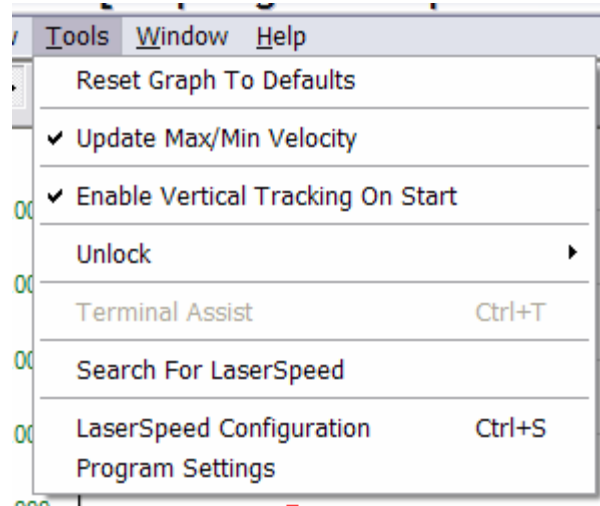 Tools Window Help
Reset Graph To Defaults
Update Max/Min Velocity
Enable Vertical Tracking On Start
Unlock
Terminal Assist Ctrl+T
Search For LaserSpeed
LaserSpeed Configuration Ctrl+S
Program Settings